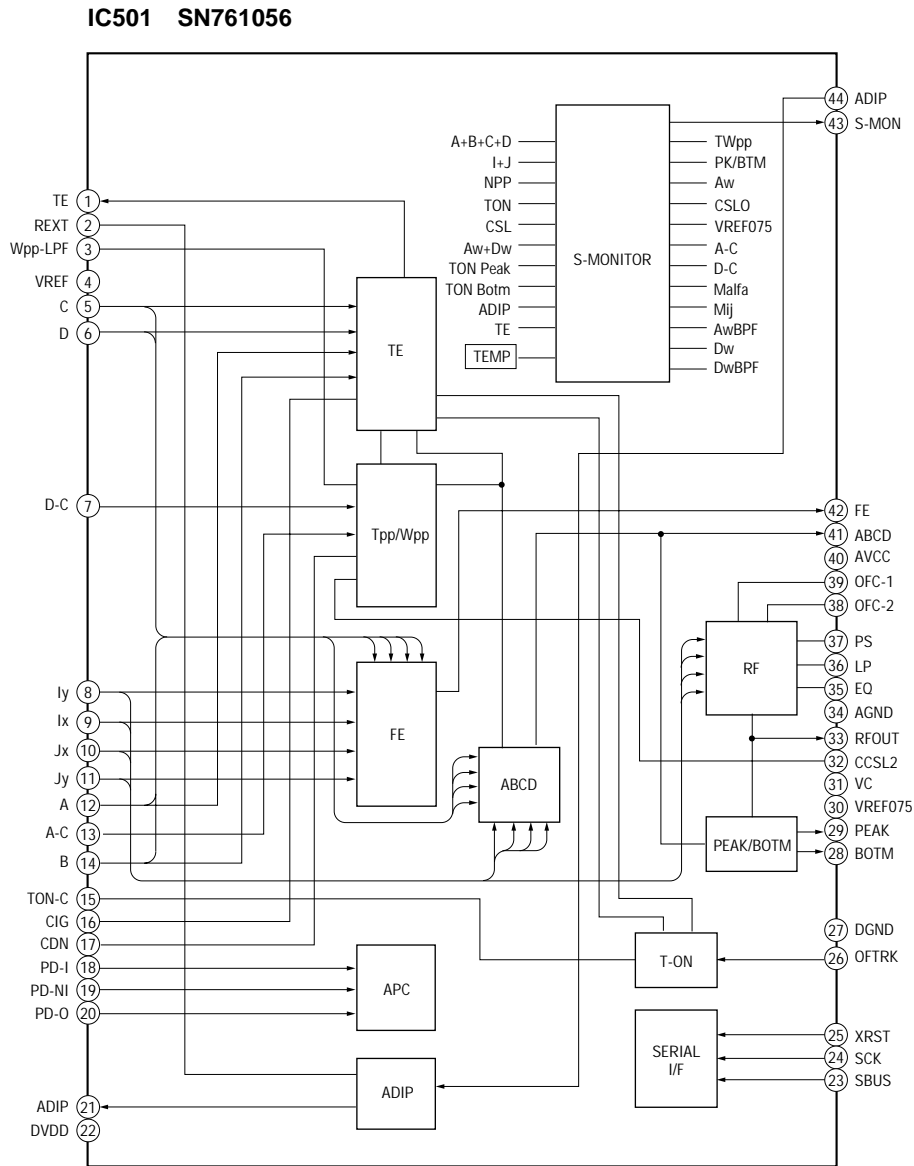 IC501 SN761056
TE 1
REXT 2
Wpp-LPF 3
VREF 4
C 5
D 6
D-C 7
Iy 8
Ix 9
Jx 10
Jy 11
A 12
A-C 13
B 14
TON-C 15
CIG 16
CDN 17
PD-I 18
PD-NI 19
PD-O 20
ADIP 21
DVDD 22
A+B+C+D
I+J
NPP
TON
CSL
Aw+Dw
TON Peak
TON Botm
ADIP
TE
TEMP
S-MONITOR
TWpp
PK/BTM
Aw
CSLO
VREF075
A-C
D-C
Malfa
Mij
AwBPF
Dw
DwBPF
TE
Tpp/Wpp
FE
ABCD
RF
PEAK/BOTM
T-ON
APC
SERIAL
I/F
ADIP
44 ADIP
43 S-MON
42 FE
41 ABCD
40 AVCC
39 OFC-1
38 OFC-2
37 PS
36 LP
35 EQ
34 AGND
33 RFOUT
32 CCSL2
31 VC
30 VREF075
29 PEAK
28 BOTM
27 DGND
26 OFTRK
25 XRST
24 SCK
23 SBUS